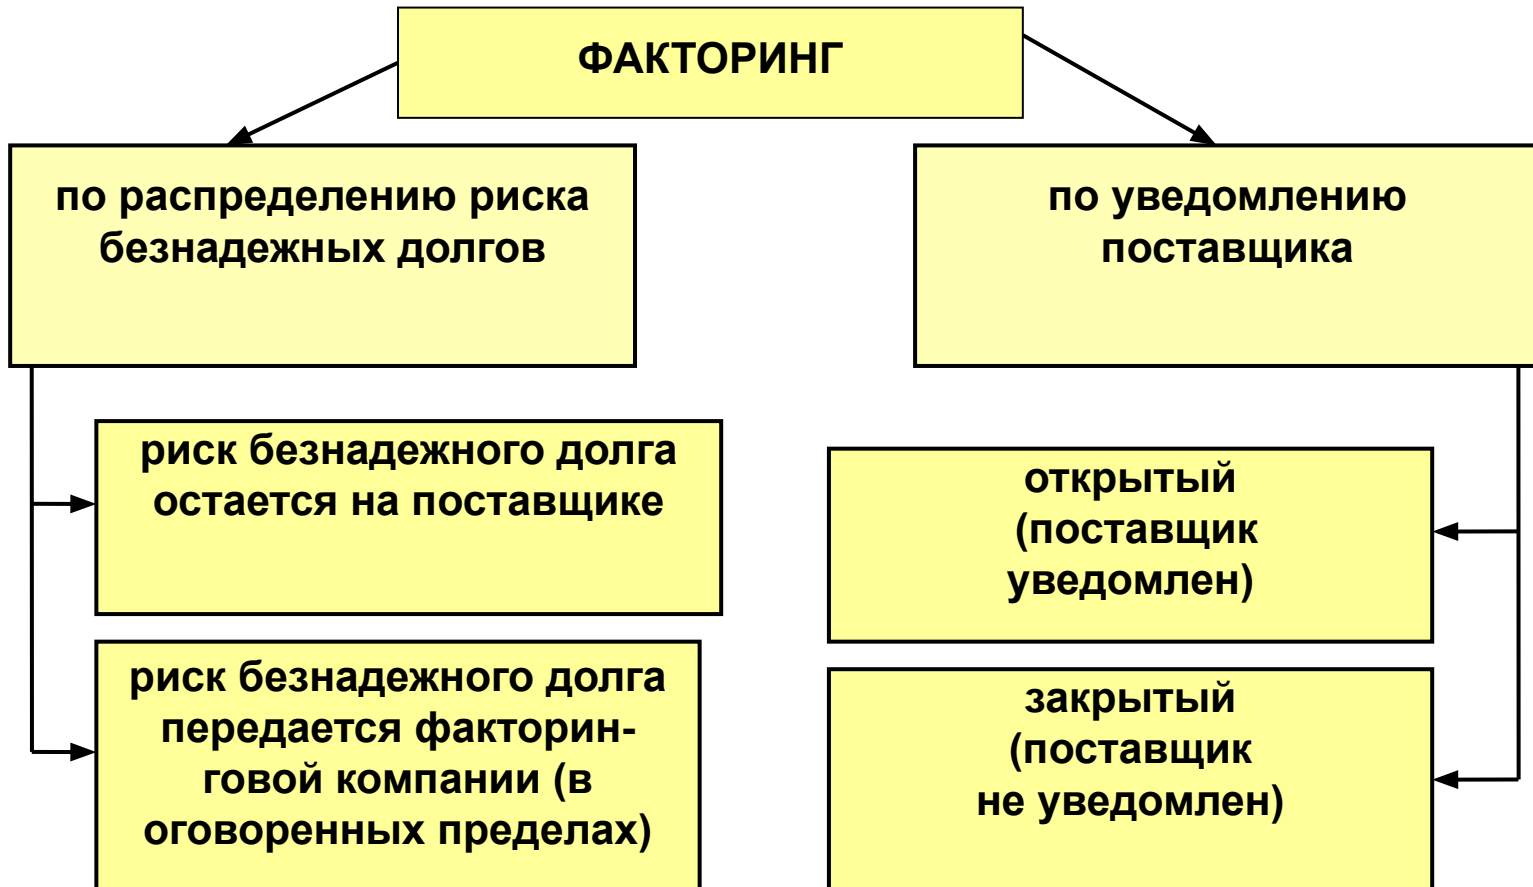 ФАКТОРИНГ
по распределению риска
безнадежных долгов
по уведомлению
поставщика
риск безнадежного долга
остается на поставщике
риск безнадежного долга
передается факторин-
говой компании (в
оговоренных пределах)
открытый
(поставщик
уведомлен)
закрытый
(поставщик
не уведомлен)